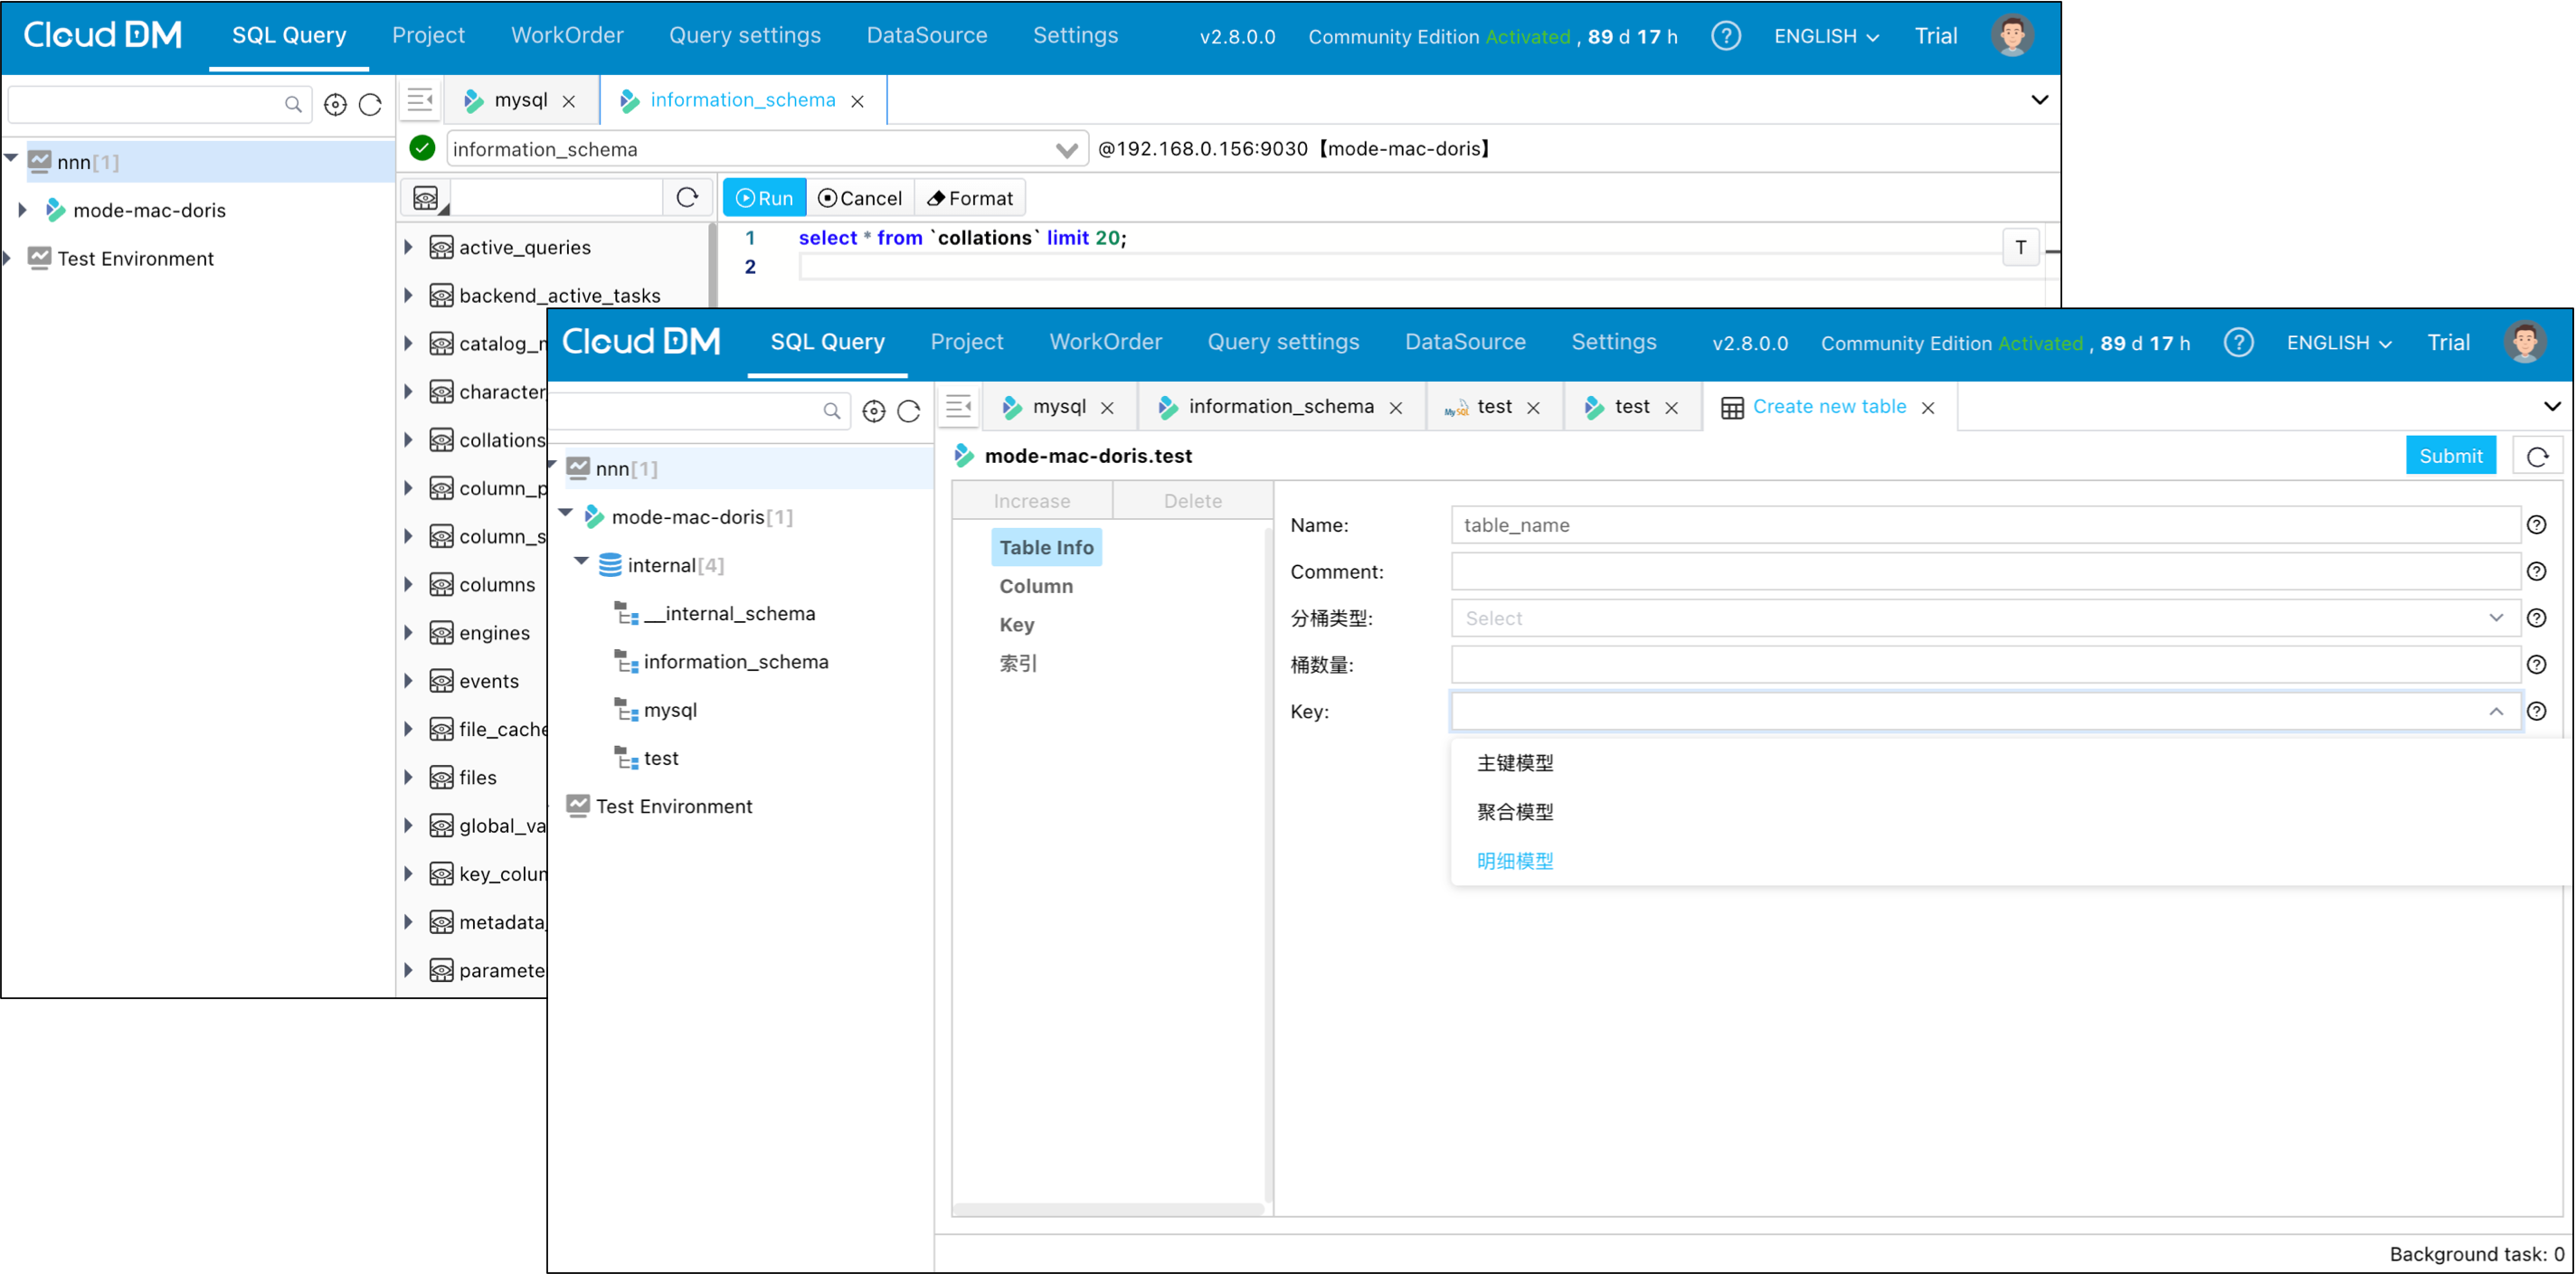 Cloud DM SQL Query Project WorkOrder Query settings DataSource Settings v2.8.0.0 Community Edition Activated , 89 d 17 h ENGLISH Trial
mysql information_schema
information_schema @192.168.0.156:9030【mode-mac-doris】
nnn[1]
mode-mac-doris
Test Environment
Run Cancel Format
active_queries
backend_active_tasks
catalog_
character
collations
column_p
column_s
columns
engines
events
file_cache
files
global_va
key_colum
metadata_
paramete
1 select * from `collations` limit 20;
2
T
Cloud DM SQL Query Project WorkOrder Query settings DataSource Settings v2.8.0.0 Community Edition Activated , 89 d 17 h ENGLISH Trial
mysql information_schema test test Create new table
nnn[1]
mode-mac-doris[1]
internal[4]
__internal_schema
information_schema
mysql
test
Test Environment
mode-mac-doris.test Submit
Increase Delete
Table Info
Column
Key
索引
Name: table_name
Comment:
分桶类型: Select
桶数量:
Key:
主键模型
聚合模型
明细模型
Background task: 0